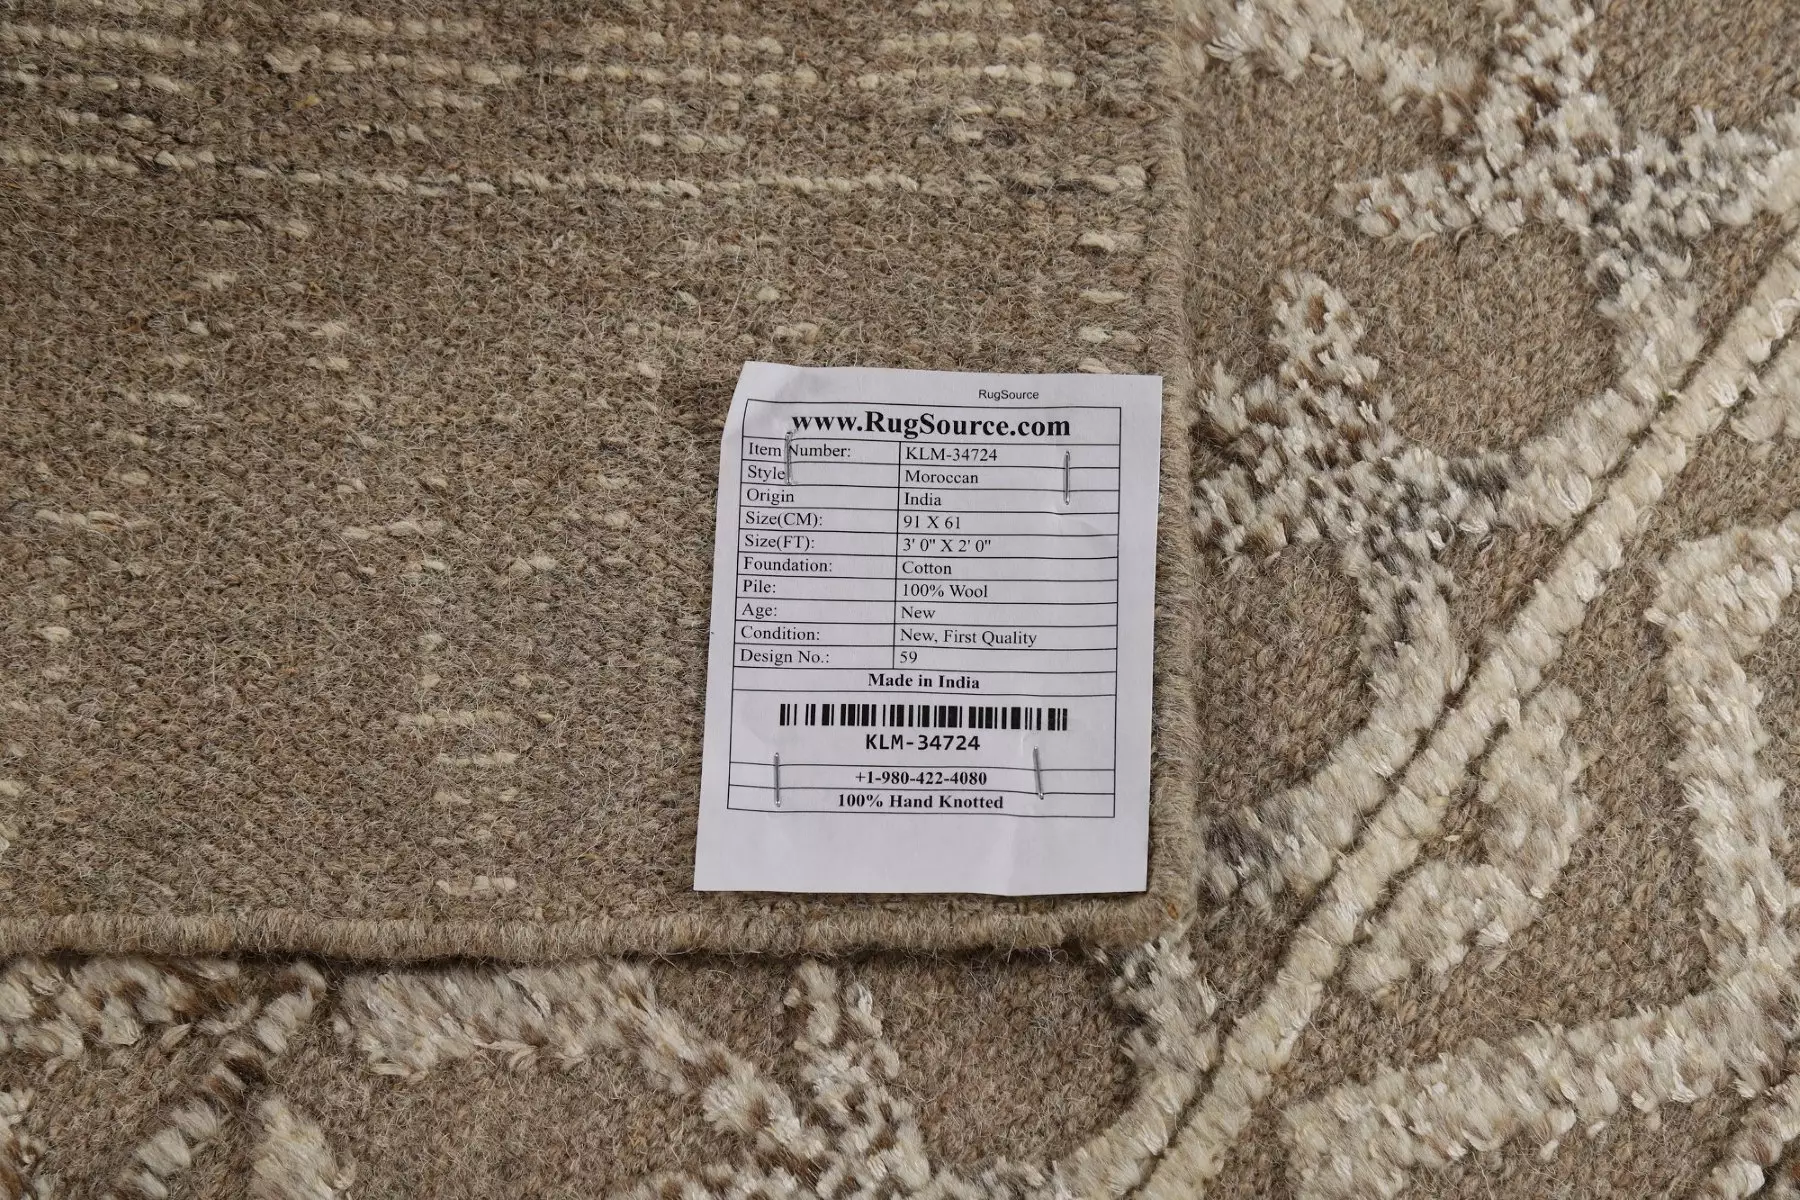 RugSource
www.RugSource.com
Item Number: KLM-34724
Style Moroccan
Origin India
Size(CM): 91 X 61
Size(FT): 3' 0" X 2' 0"
Foundation: Cotton
Pile: 100% Wool
Age: New
Condition: New, First Quality
Design No.: 59
Made in India
KLM-34724
+1-980-422-4080
100% Hand Knotted